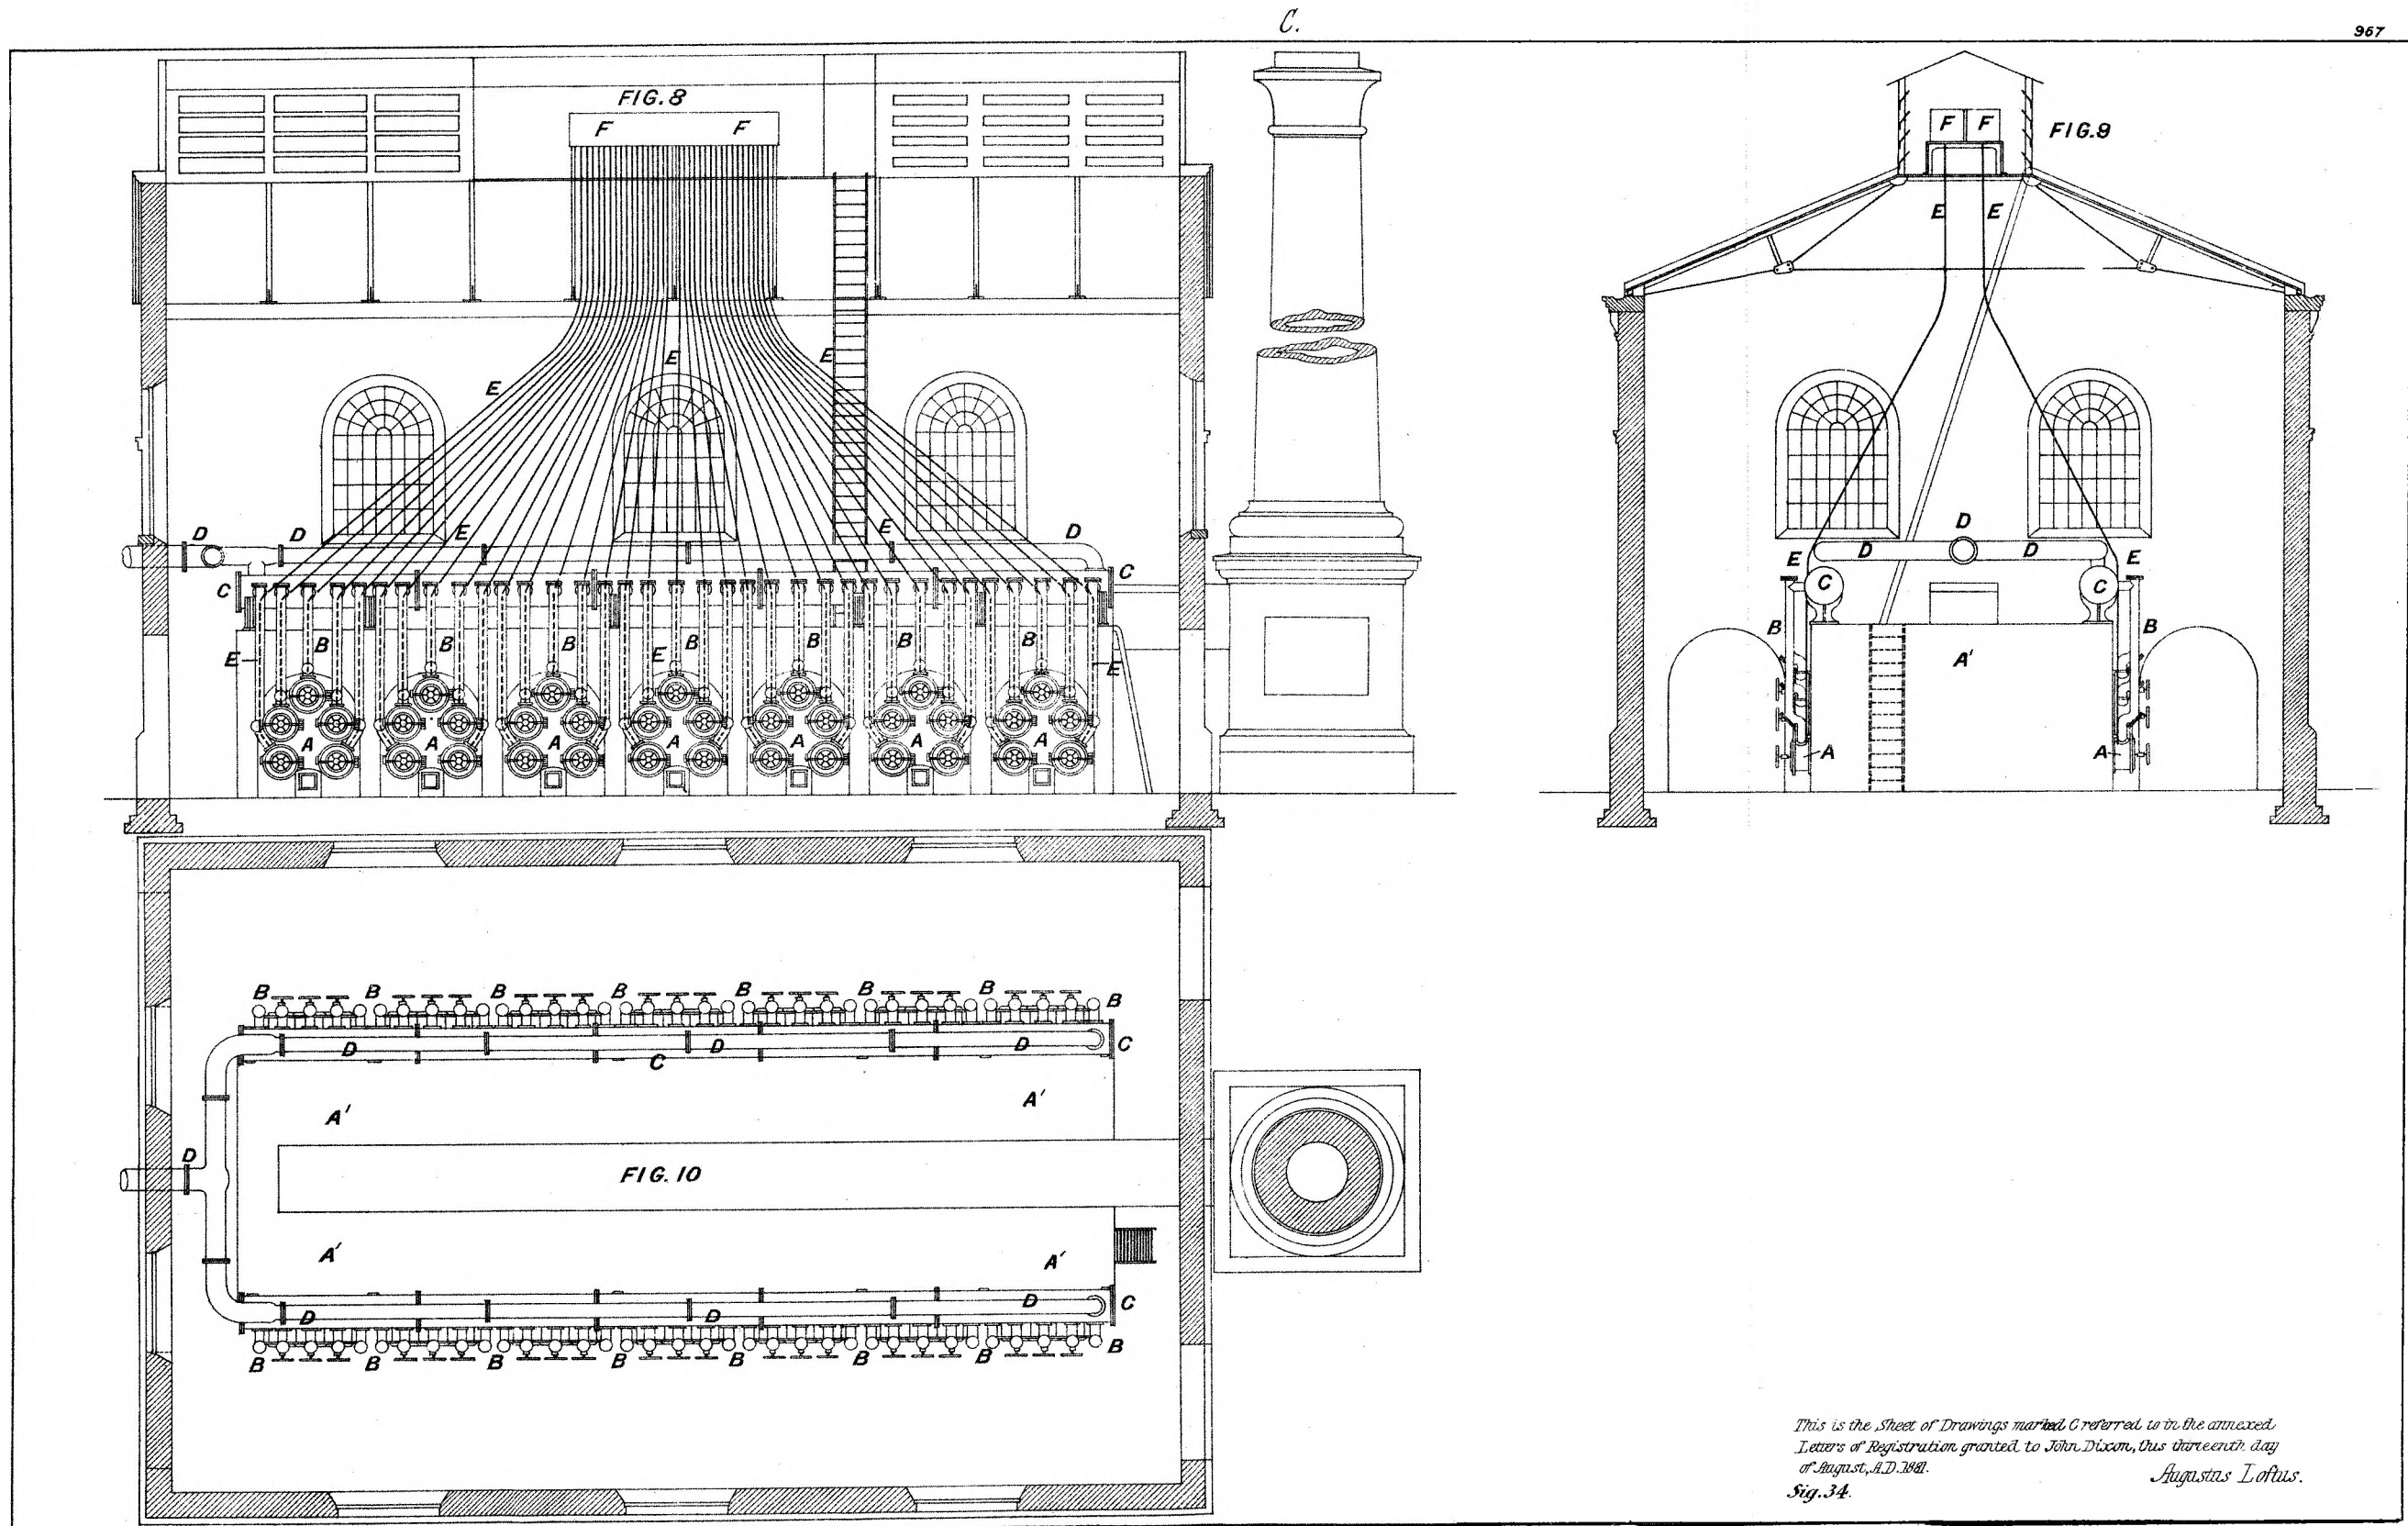 C.
967
FIG. 8
F F
E E E
D D E E D
C C
B B B B B B B
E E E
A A A A A A A
FIG. 9
F F
E E
D
D D
E E
C C
B B
A'
A A
B B B B B B B B
D D D C
C
A' A'
D
FIG. 10
A' A'
D D D C
B B B B B B B B
This is the Sheet of Drawings marked C referred to in the annexed
Letters of Registration granted to John Dixon, this thirteenth day
of August, A.D. 1881.
Augustus Loftus.
Sig. 34.